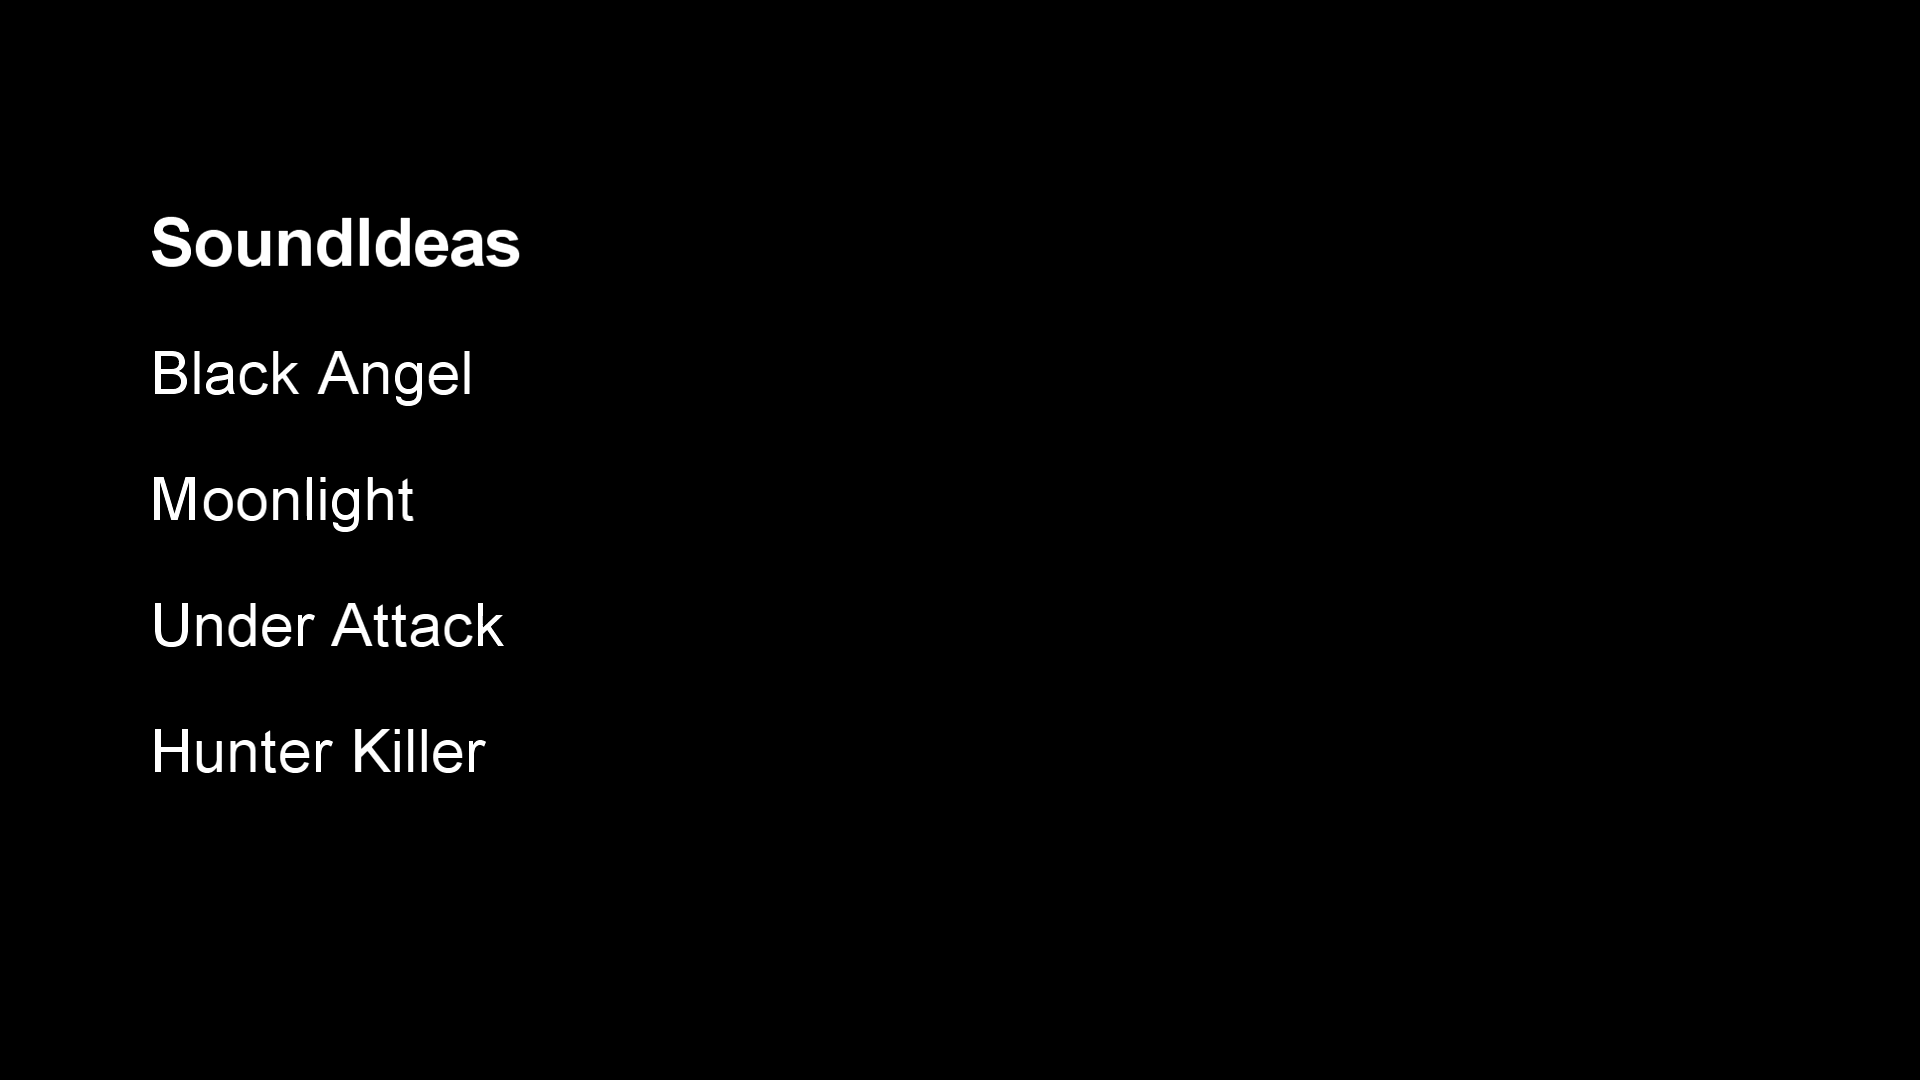 SoundIdeas
Black Angel
Moonlight
Under Attack
Hunter Killer